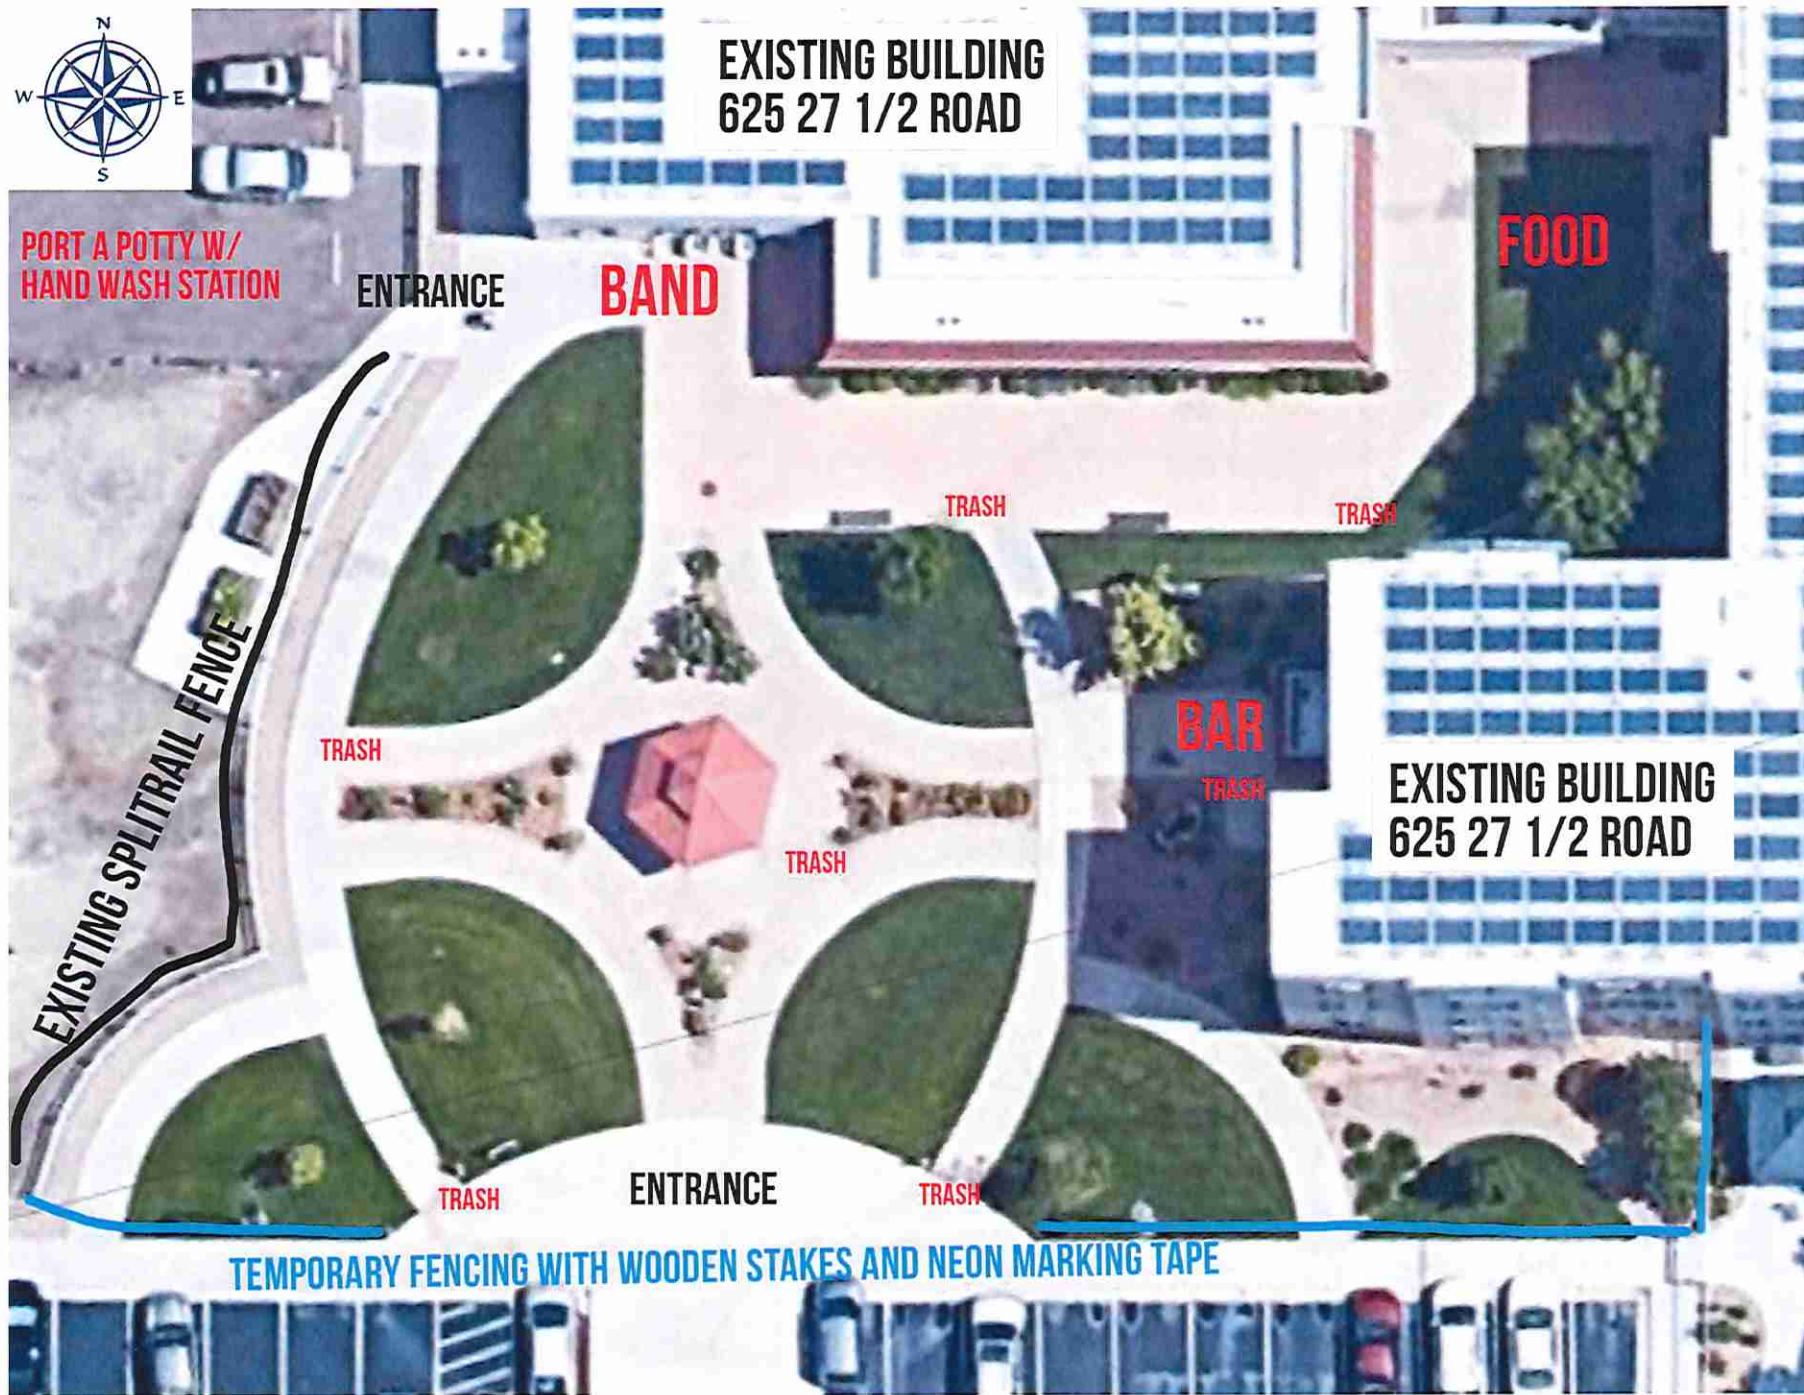 N
W E
S
EXISTING BUILDING
625 27 1/2 ROAD
PORT A POTTY W/
HAND WASH STATION
ENTRANCE
BAND
FOOD
TRASH
TRASH
EXISTING SPLITRAIL FENCE
TRASH
BAR
TRASH
EXISTING BUILDING
625 27 1/2 ROAD
TRASH
TRASH
ENTRANCE
TRASH
TEMPORARY FENCING WITH WOODEN STAKES AND NEON MARKING TAPE